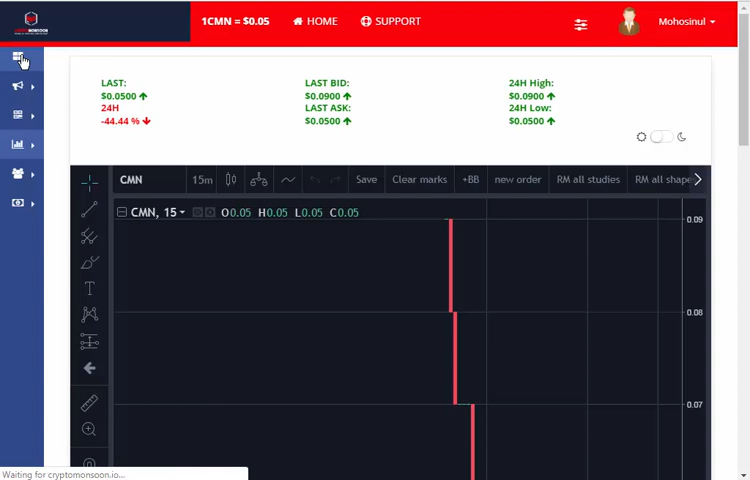 1CMN = $0.05 HOME SUPPORT Mohosinul
LAST: LAST BID: 24H High:
$0.0500 $0.0900 $0.0900
24H LAST ASK: 24H Low:
-44.44 % $0.0500 $0.0500
CMN 15m Save Clear marks +BB new order RM all studies RM all shape
CMN, 15 O0.05 H0.05 L0.05 C0.05
0.09
0.08
0.07
Waiting for cryptomonsoon.io...